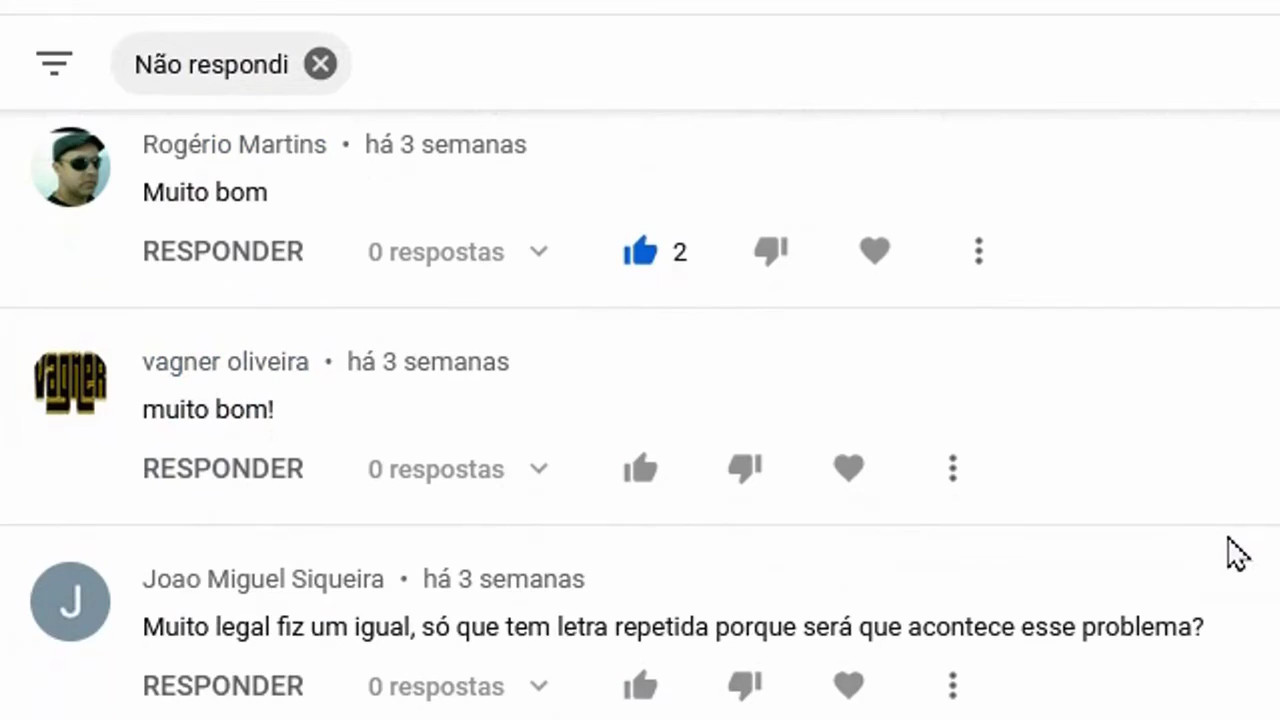 Não respondi
Rogério Martins • há 3 semanas
Muito bom
RESPONDER 0 respostas 2
vagner oliveira • há 3 semanas
vagner
muito bom!
RESPONDER 0 respostas
Joao Miguel Siqueira • há 3 semanas
J
Muito legal fiz um igual, só que tem letra repetida porque será que acontece esse problema?
RESPONDER 0 respostas